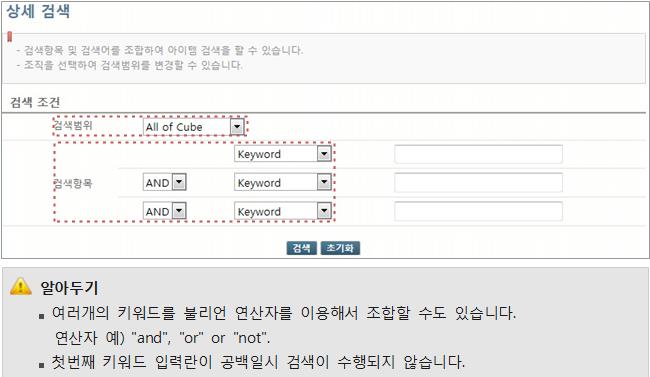 상세 검색
- 검색항목 및 검색어를 조합하여 아이템 검색을 할 수 있습니다.
- 조직을 선택하여 검색범위를 변경할 수 있습니다.
검색 조건
검색범위 All of Cube
Keyword
검색항목 AND Keyword
AND Keyword
검색 초기화
알아두기
여러개의 키워드를 불리언 연산자를 이용해서 조합할 수도 있습니다.
연산자 예) "and", "or" or "not".
첫번째 키워드 입력란이 공백일시 검색이 수행되지 않습니다.